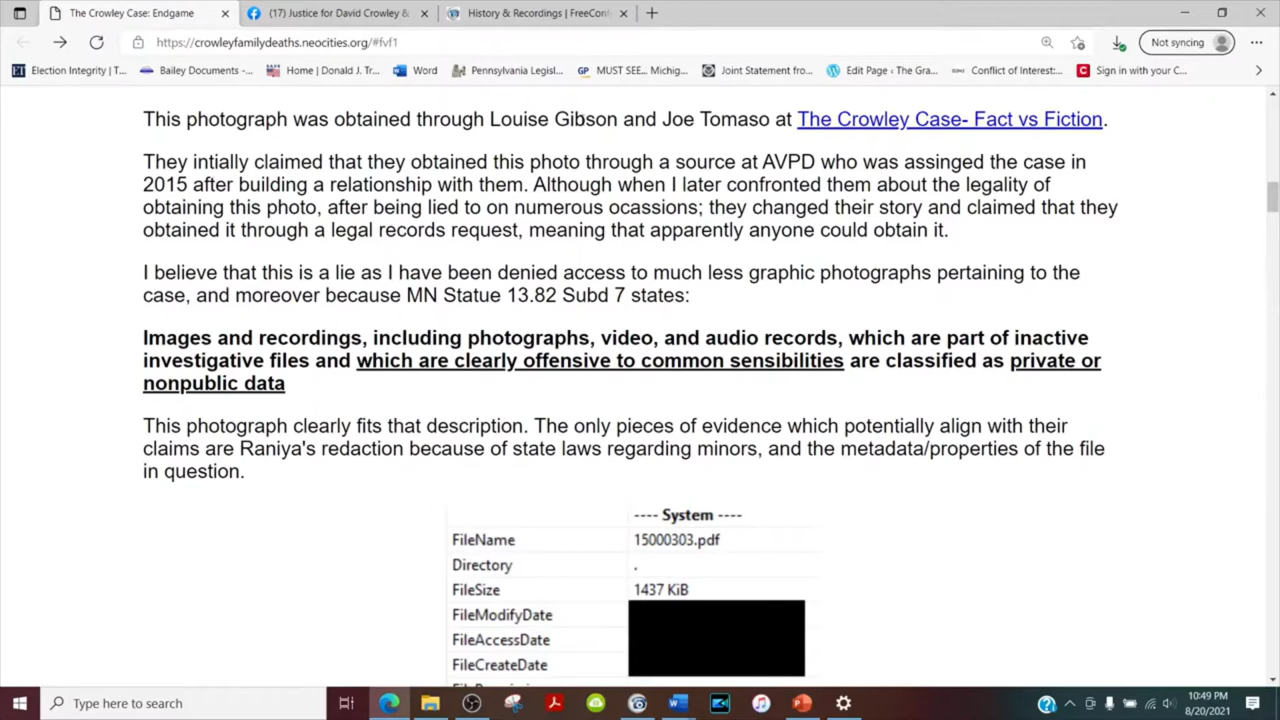 The Crowley Case: Endgame
(17) Justice for David Crowley &
History & Recordings | FreeConf
https://crowleyfamilydeaths.neocities.org/#fvf1
Not syncing
Election Integrity | T...
Bailey Documents -...
Home | Donald J. Tr...
Word
Pennsylvania Legisl...
GP
MUST SEE... Michig...
Joint Statement fro...
Edit Page ‹ The Gra...
Conflict of Interest:...
Sign in with your C...
This photograph was obtained through Louise Gibson and Joe Tomaso at The Crowley Case- Fact vs Fiction.
They intially claimed that they obtained this photo through a source at AVPD who was assinged the case in
2015 after building a relationship with them. Although when I later confronted them about the legality of
obtaining this photo, after being lied to on numerous ocassions; they changed their story and claimed that they
obtained it through a legal records request, meaning that apparently anyone could obtain it.
I believe that this is a lie as I have been denied access to much less graphic photographs pertaining to the
case, and moreover because MN Statue 13.82 Subd 7 states:
Images and recordings, including photographs, video, and audio records, which are part of inactive
investigative files and which are clearly offensive to common sensibilities are classified as private or
nonpublic data
This photograph clearly fits that description. The only pieces of evidence which potentially align with their
claims are Raniya's redaction because of state laws regarding minors, and the metadata/properties of the file
in question.
---- System ----
FileName 15000303.pdf
Directory .
FileSize 1437 KiB
FileModifyDate
FileAccessDate
FileCreateDate
Type here to search
10:49 PM
8/20/2021